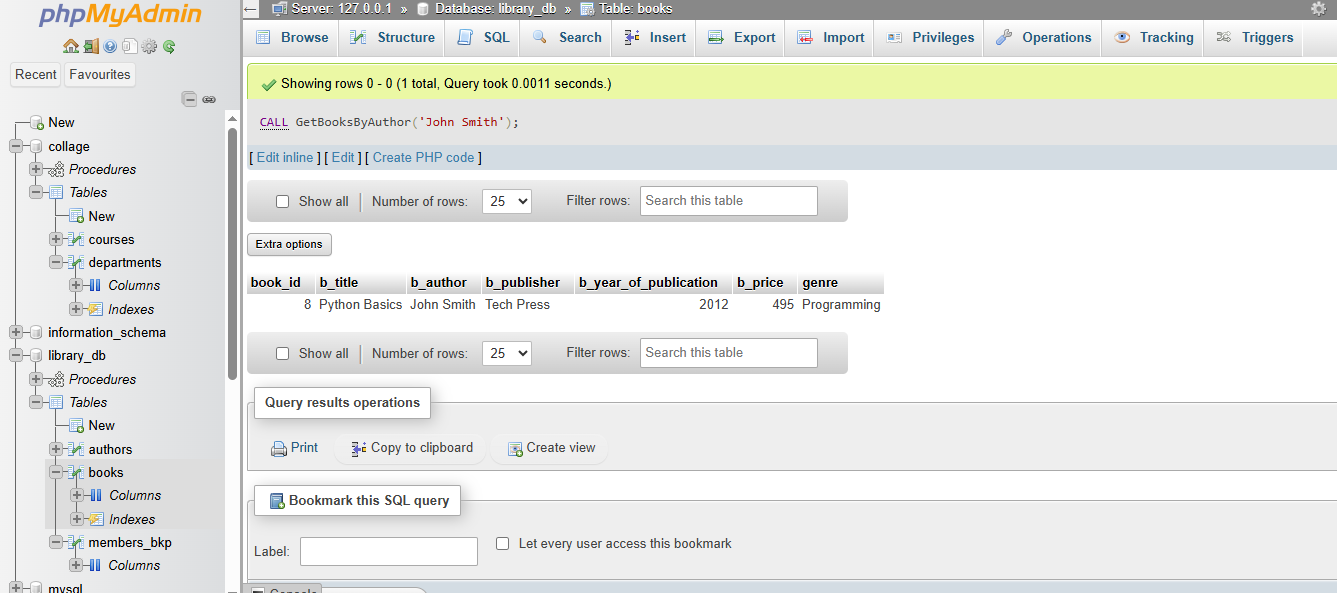 phpMyAdmin
Recent Favourites
New
collage
Procedures
Tables
New
courses
departments
Columns
Indexes
information_schema
library_db
Procedures
Tables
New
authors
books
Columns
Indexes
members_bkp
Columns
mysql
Server: 127.0.0.1 » Database: library_db » Table: books
Browse Structure SQL Search Insert Export Import Privileges Operations Tracking Triggers
Showing rows 0 - 0 (1 total, Query took 0.0011 seconds.)
CALL GetBooksByAuthor('John Smith');
[ Edit inline ] [ Edit ] [ Create PHP code ]
Show all Number of rows: 25 Filter rows: Search this table
Extra options
book_id b_title b_author b_publisher b_year_of_publication b_price genre
8 Python Basics John Smith Tech Press 2012 495 Programming
Show all Number of rows: 25 Filter rows: Search this table
Query results operations
Print Copy to clipboard Create view
Bookmark this SQL query
Label: Let every user access this bookmark
Console